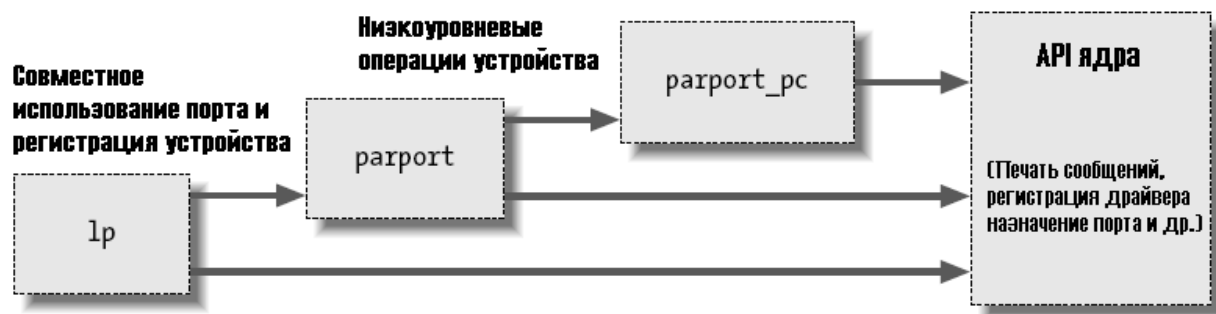 Низкоуровневые
операции устройства
Совместное
использование порта и
регистрация устройства
lp
parport
parport_pc
API ядра
(Печать сообщений,
регистрация драйвера
назначение порта и др.)